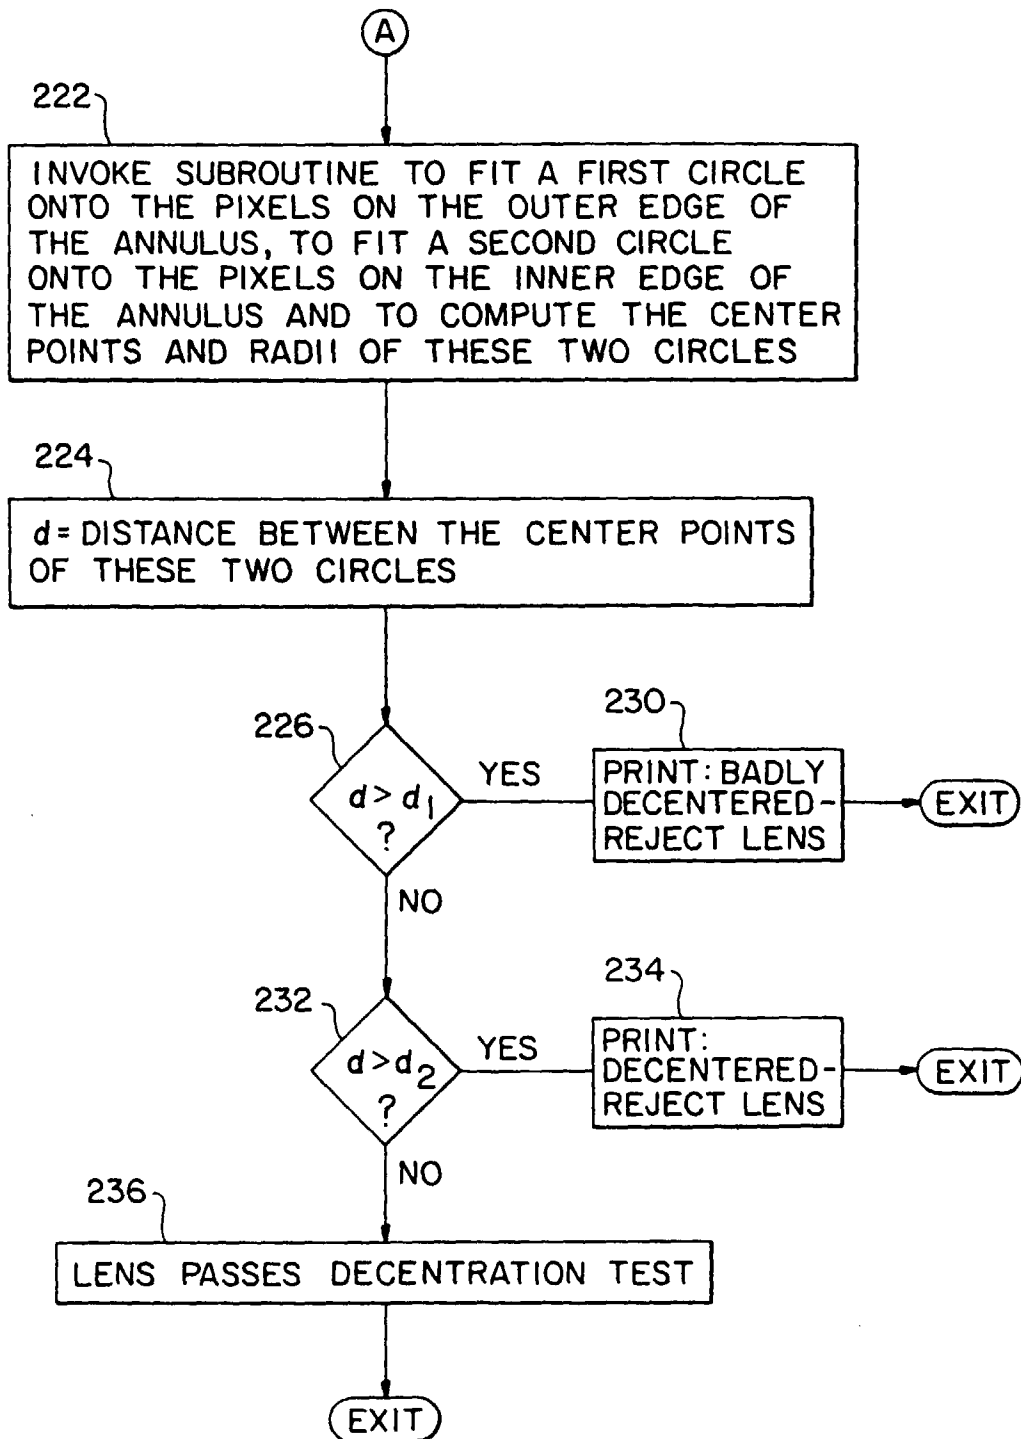 A
222
INVOKE SUBROUTINE TO FIT A FIRST CIRCLE
ONTO THE PIXELS ON THE OUTER EDGE OF
THE ANNULUS, TO FIT A SECOND CIRCLE
ONTO THE PIXELS ON THE INNER EDGE OF
THE ANNULUS AND TO COMPUTE THE CENTER
POINTS AND RADII OF THESE TWO CIRCLES
224
d = DISTANCE BETWEEN THE CENTER POINTS
OF THESE TWO CIRCLES
226
d > d1
?
YES
230
PRINT: BADLY
DECENTERED-
REJECT LENS
EXIT
NO
232
d > d2
?
YES
234
PRINT:
DECENTERED-
REJECT LENS
EXIT
NO
236
LENS PASSES DECENTRATION TEST
EXIT